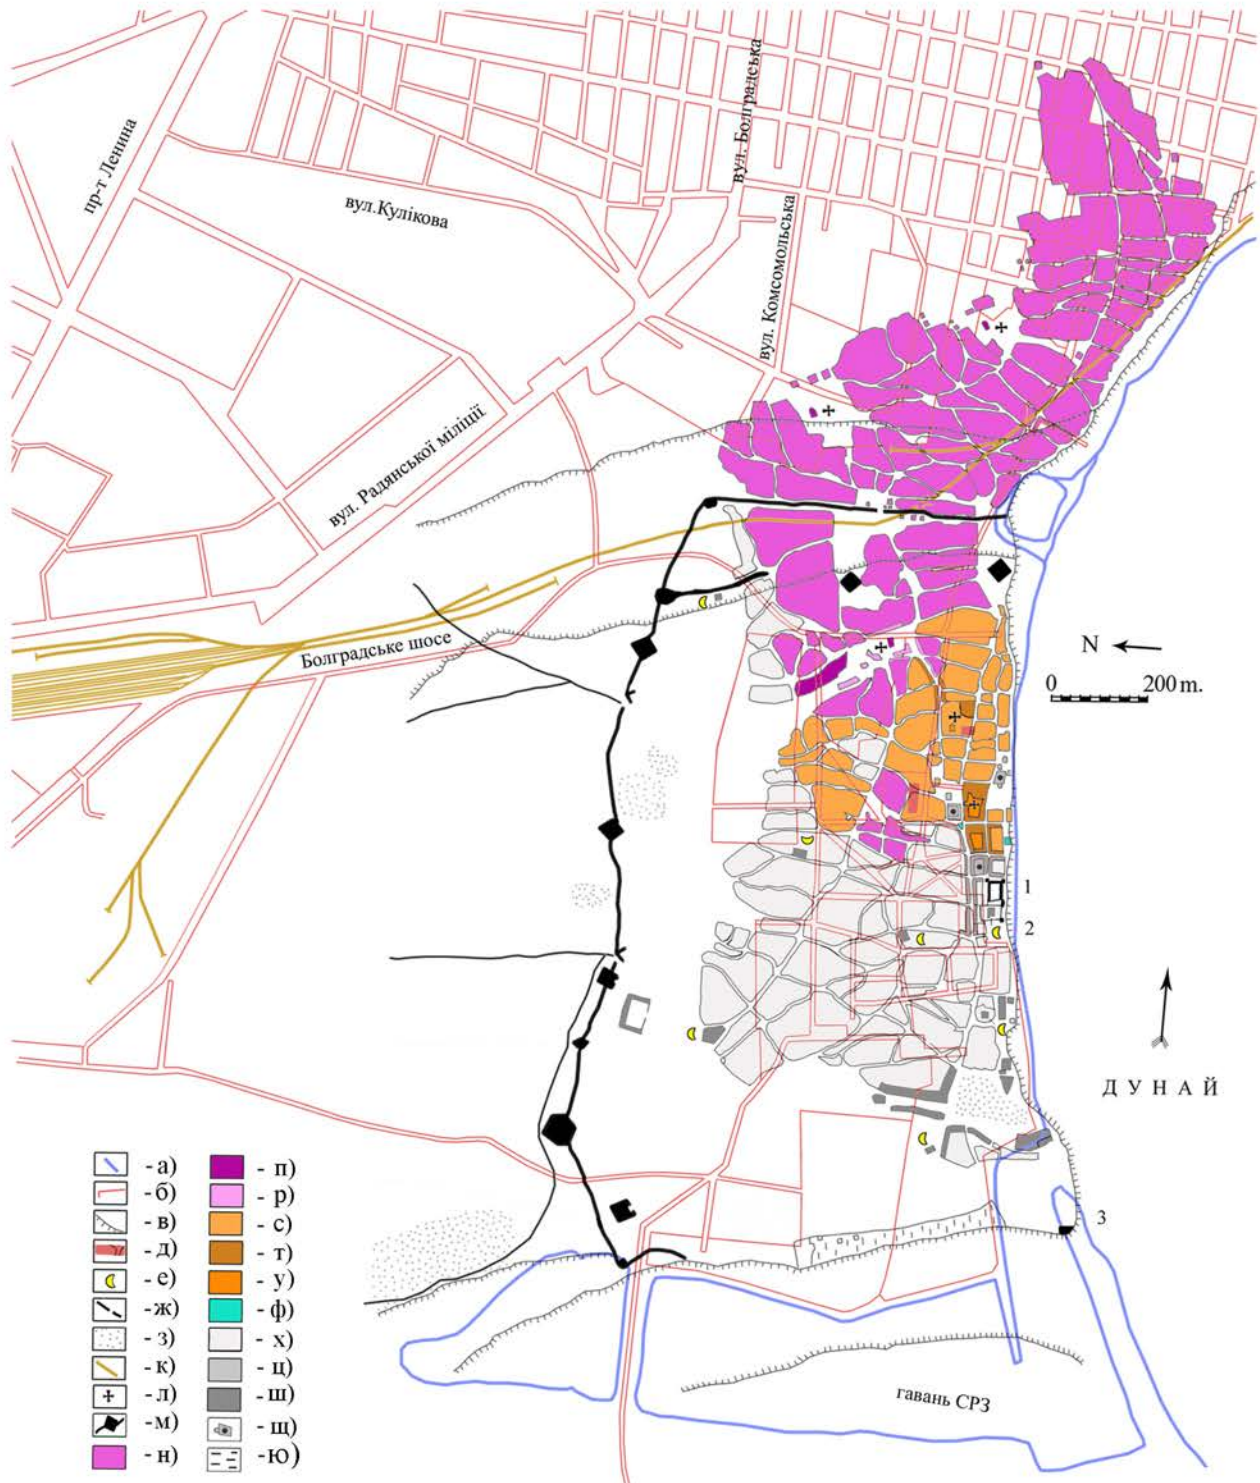 вул. Болградська
пр-т Ленина
вул.Кулікова
вул. Комсомольська
вул. Радянської міліції
Болградське шосе
N
0 200 m.
1
2
ДУНАЙ
3
гавань СРЗ
- а)
- б)
- в)
- д)
- е)
- ж)
- з)
- к)
- л)
- м)
- н)
- п)
- р)
- с)
- т)
- у)
- ф)
- х)
- ц)
- ш)
- щ)
- ю)